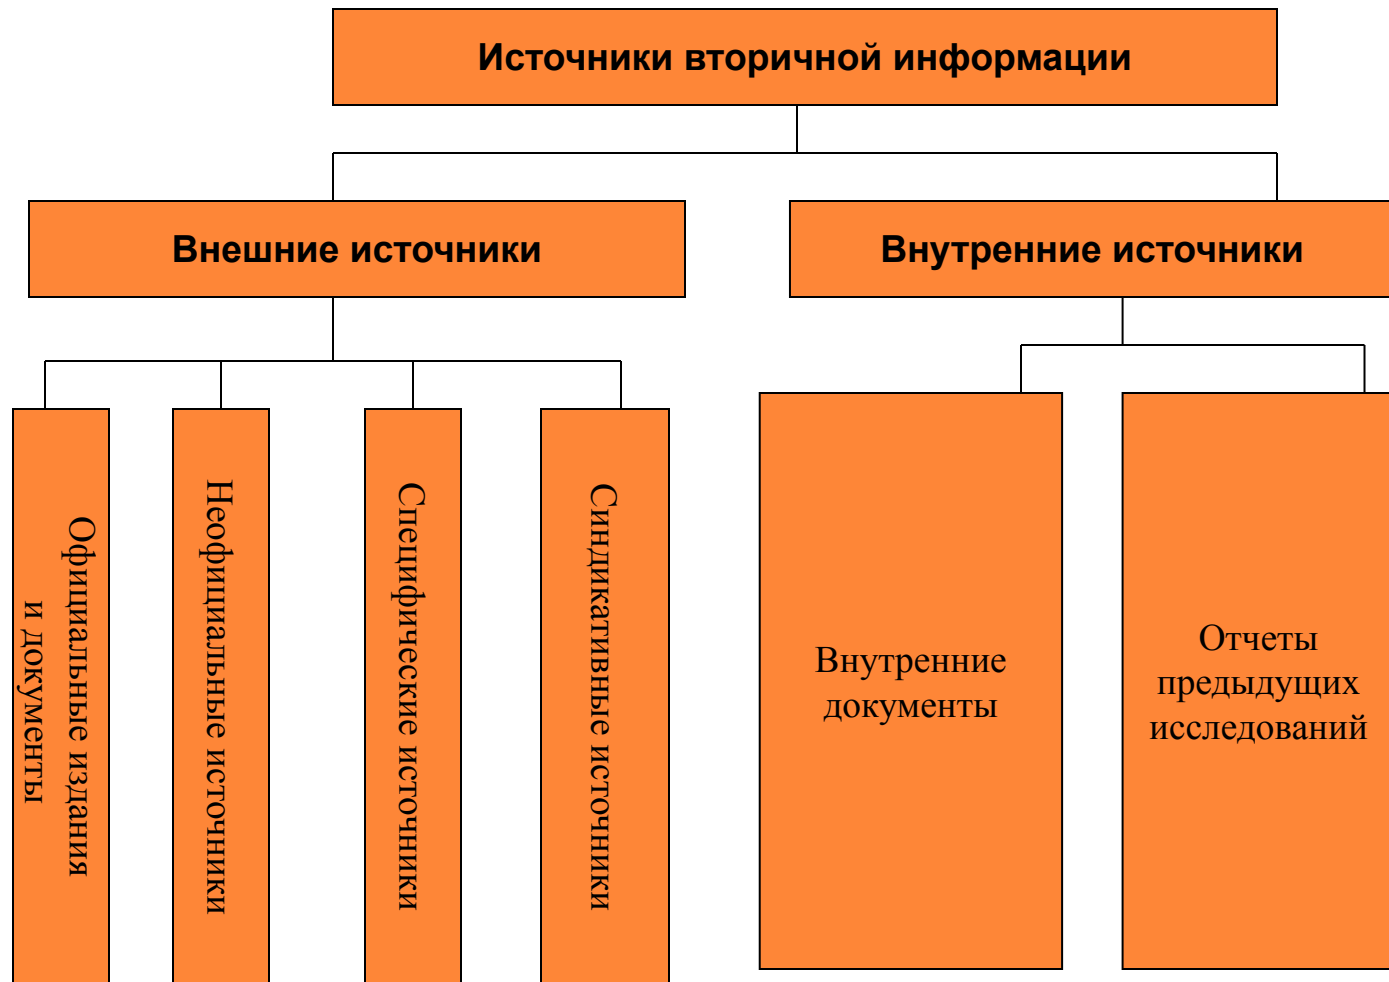 Источники вторичной информации
Внешние источники
Внутренние источники
Официальные издания
и документы
Неофициальные источники
Специфические источники
Синдикативные источники
Внутренние
документы
Отчеты
предыдущих
исследований